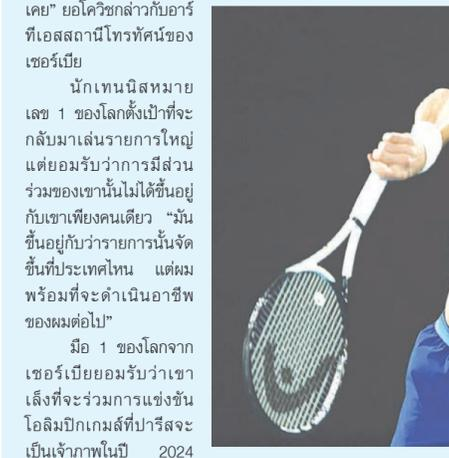 เคย” ยอโควิชกล่าวกับอาร์
ทีเอสสถานีโทรทัศน์ของ
เซอร์เบีย
นักเทนนิสหมาย
เลข 1 ของโลกตั้งเป้าที่จะ
กลับมาเล่นรายการใหญ่
แต่ยอมรับว่าการมีส่วน
ร่วมของเขานั้นไม่ได้ขึ้นอยู่
กับเขาเพียงคนเดียว “มัน
ขึ้นอยู่กับว่ารายการนั้นจัด
ขึ้นที่ประเทศไหน แต่ผม
พร้อมที่จะดำเนินอาชีพ
ของผมต่อไป”
มือ 1 ของโลกจาก
เซอร์เบียยอมรับว่าเขา
เล็งที่จะร่วมการแข่งขัน
โอลิมปิกเกมส์ที่ปารีสจะ
เป็นเจ้าภาพในปี 2024